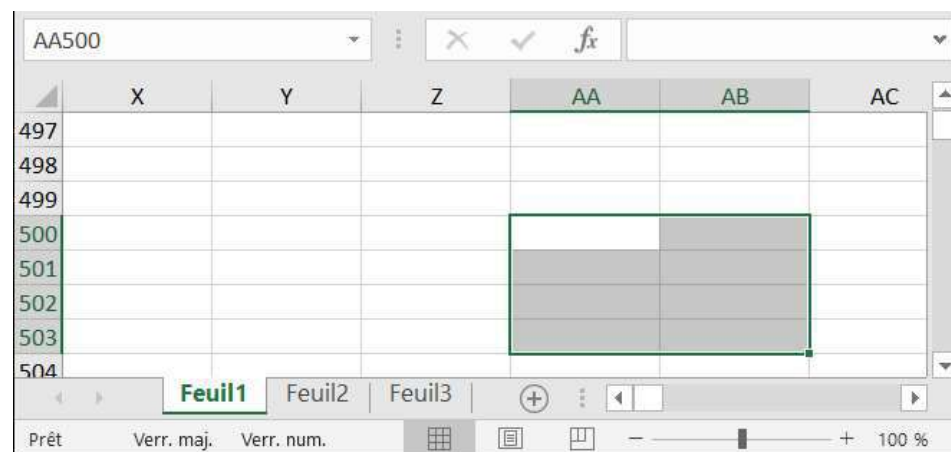 AA500 fx
X Y Z AA AB AC
497
498
499
500
501
502
503
504
Feuil1 Feuil2 Feuil3
Prêt Verr. maj. Verr. num. 100 %